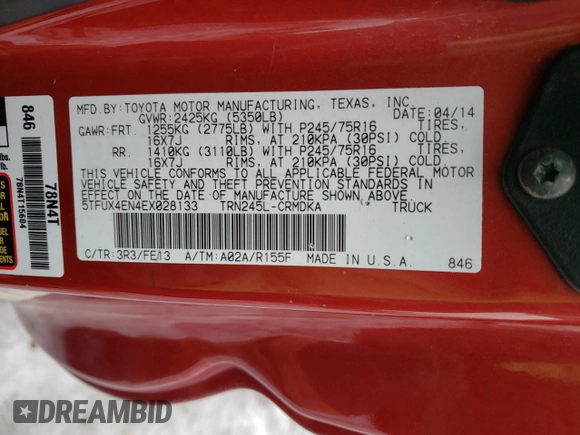 MFD.BY:TOYOTA MOTOR MANUFACTURING, TEXAS, INC.
GVWR:2425KG (5350LB) DATE:04/14
GAWR:FRT. 1255KG (2775LB) WITH P245/75R16 TIRES,
16X7J RIMS, AT 210KPA (30PSI) COLD.
RR. 1410KG (3110LB) WITH P245/75R16 TIRES,
16X7J RIMS, AT 210KPA (30PSI) COLD.
THIS VEHICLE CONFORMS TO ALL APPLICABLE FEDERAL MOTOR
VEHICLE SAFETY AND THEFT PREVENTION STANDARDS IN
EFFECT ON THE DATE OF MANUFACTURE SHOWN ABOVE.
5TFUX4EN4EX028133 TRN245L-CRMDKA TRUCK
C/TR:3R3/FE13 A/TM:A02A/R155F MADE IN U.S.A. 846
846
78N4T
78N4T15604
lbs.
DREAMBID